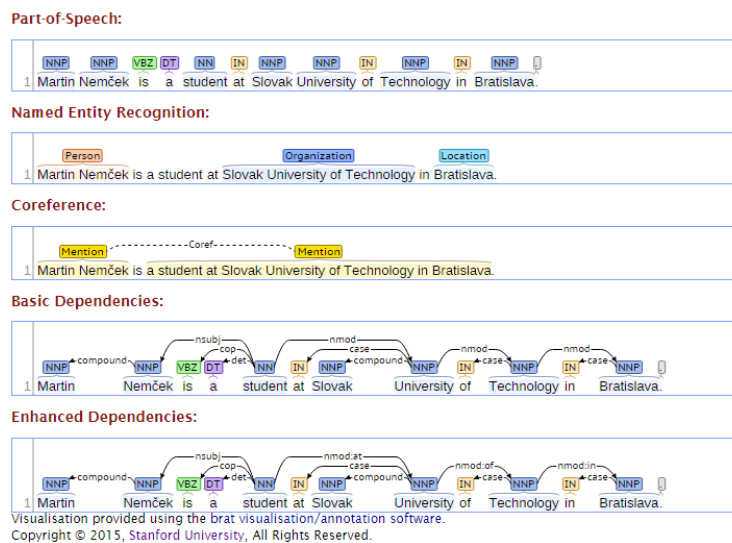 Part-of-Speech:
NNP NNP VBZ DT NN IN NNP NNP IN NNP IN NNP .
1 Martin Nemček is a student at Slovak University of Technology in Bratislava.
Named Entity Recognition:
Person Organization Location
1 Martin Nemček is a student at Slovak University of Technology in Bratislava.
Coreference:
Mention Coref Mention
1 Martin Nemček is a student at Slovak University of Technology in Bratislava.
Basic Dependencies:
nsubj nmod
cop case nmod nmod
NNP compound NNP VBZ DT det NN IN NNP compound NNP IN case NNP IN case NNP .
1 Martin Nemček is a student at Slovak University of Technology in Bratislava.
Enhanced Dependencies:
nsubj nmod:at
cop case nmod:of nmod:in
NNP compound NNP VBZ DT det NN IN NNP compound NNP IN case NNP IN case NNP .
1 Martin Nemček is a student at Slovak University of Technology in Bratislava.
Visualisation provided using the brat visualisation/annotation software.
Copyright © 2015, Stanford University, All Rights Reserved.